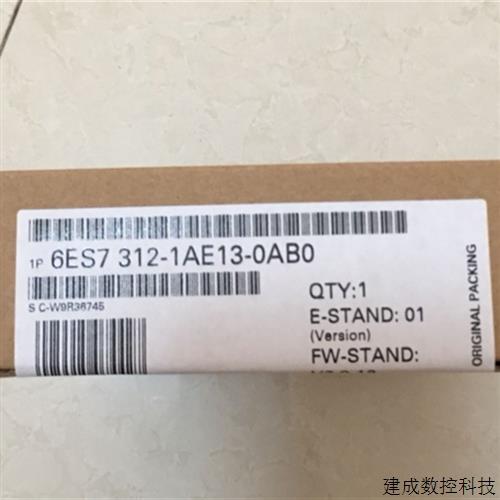 1P 6ES7 312-1AE13-0AB0
S C-W9R36745
QTY:1
E-STAND: 01
(Version)
FW-STAND:
ORIGINAL PACKING
建成数控科技